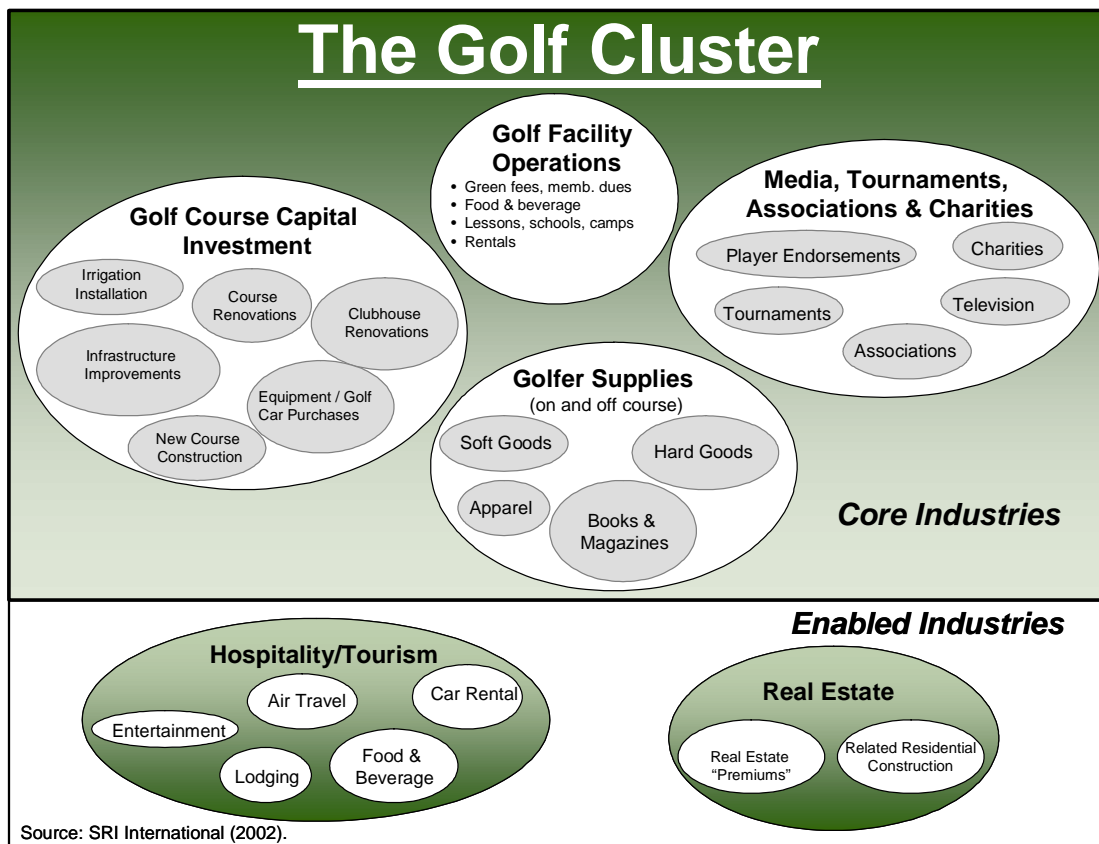 The Golf Cluster
Golf Facility
Operations
• Green fees, memb. dues
• Food & beverage
• Lessons, schools, camps
• Rentals
Golf Course Capital
Investment
Irrigation
Installation
Course
Renovations
Clubhouse
Renovations
Infrastructure
Improvements
Equipment / Golf
Car Purchases
New Course
Construction
Media, Tournaments,
Associations & Charities
Player Endorsements
Charities
Tournaments
Television
Associations
Golfer Supplies
(on and off course)
Soft Goods
Hard Goods
Apparel
Books &
Magazines
Core Industries
Enabled Industries
Hospitality/Tourism
Air Travel
Car Rental
Entertainment
Lodging
Food &
Beverage
Real Estate
Real Estate
“Premiums”
Related Residential
Construction
Source: SRI International (2002).